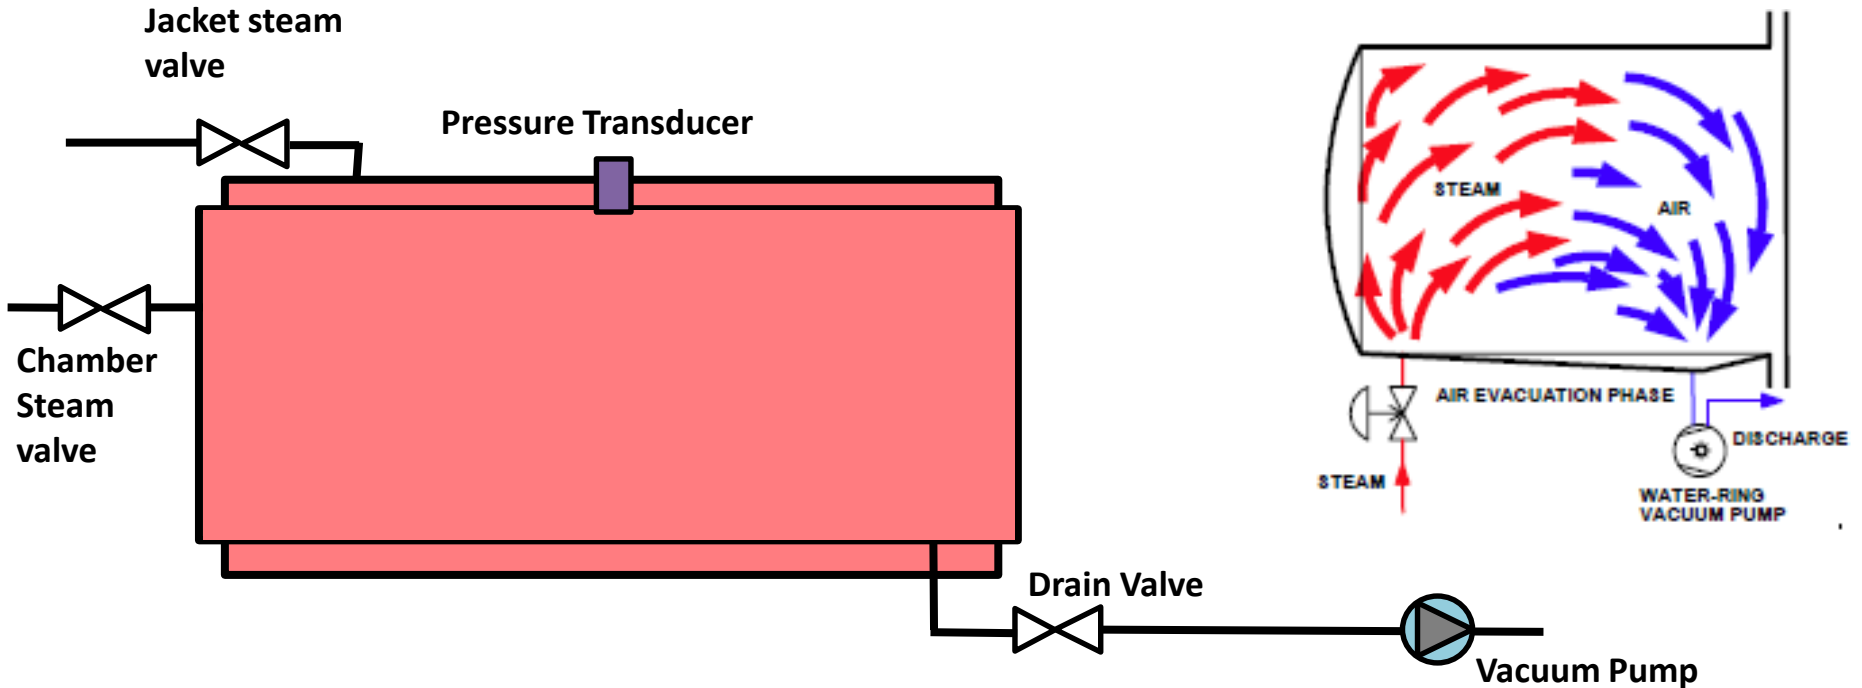 Jacket steam
valve
Pressure Transducer
Chamber
Steam
valve
Drain Valve
Vacuum Pump
STEAM
AIR
AIR EVACUATION PHASE
DISCHARGE
STEAM
WATER-RING
VACUUM PUMP